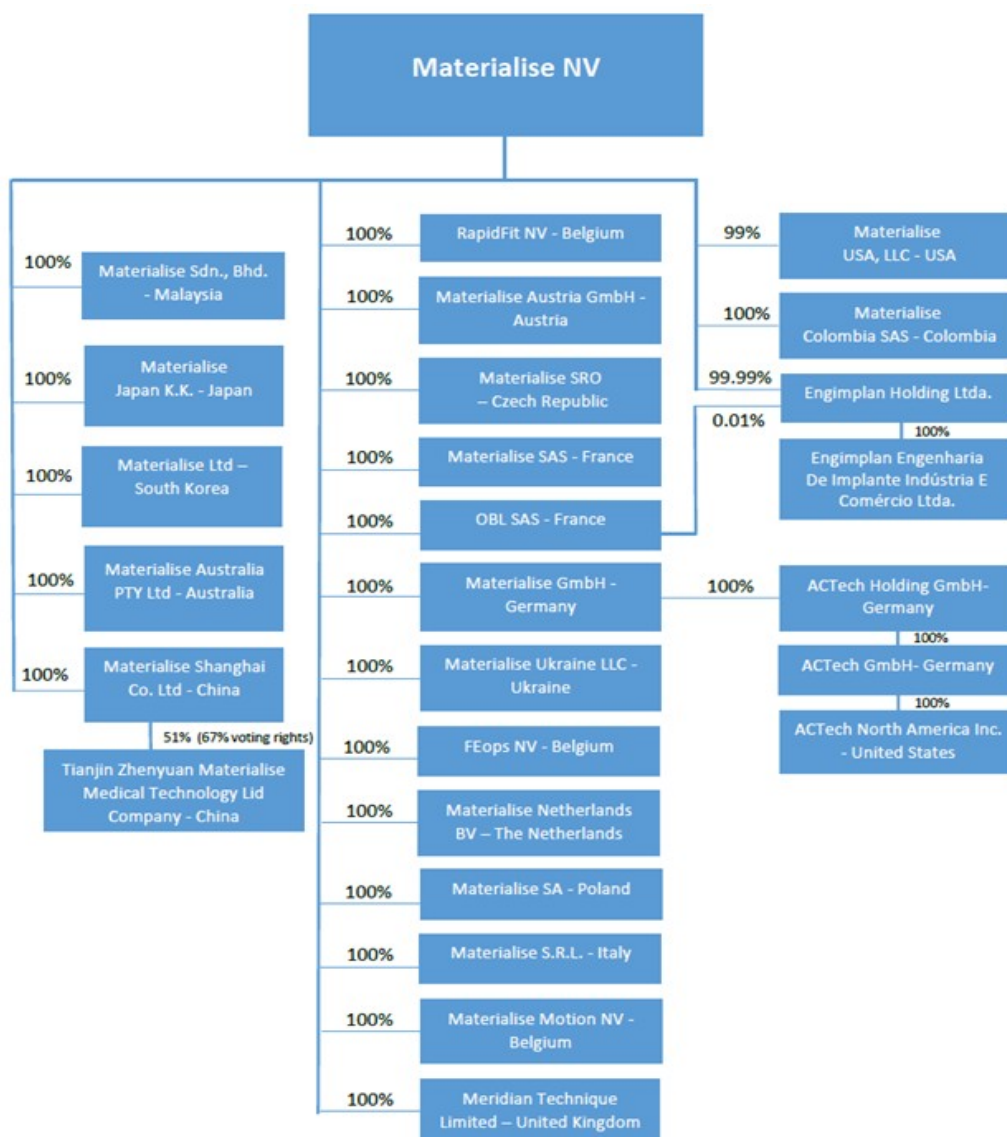 Materialise NV
100%
Materialise Sdn., Bhd.
- Malaysia
100%
Materialise
Japan K.K. - Japan
100%
Materialise Ltd –
South Korea
100%
Materialise Australia
PTY Ltd - Australia
100%
Materialise Shanghai
Co. Ltd - China
51% (67% voting rights)
Tianjin Zhenyuan Materialise
Medical Technology Lid
Company - China
100%
RapidFit NV - Belgium
100%
Materialise Austria GmbH -
Austria
100%
Materialise SRO
– Czech Republic
100%
Materialise SAS - France
100%
OBL SAS - France
100%
Materialise GmbH -
Germany
100%
Materialise Ukraine LLC -
Ukraine
100%
FEops NV - Belgium
100%
Materialise Netherlands
BV – The Netherlands
100%
Materialise SA - Poland
100%
Materialise S.R.L. - Italy
100%
Materialise Motion NV -
Belgium
100%
Meridian Technique
Limited – United Kingdom
99%
Materialise
USA, LLC - USA
100%
Materialise
Colombia SAS - Colombia
99.99%
0.01%
Engimplan Holding Ltda.
100%
Engimplan Engenharia
De Implante Indústria E
Comércio Ltda.
100%
ACTech Holding GmbH-
Germany
100%
ACTech GmbH- Germany
100%
ACTech North America Inc.
- United States